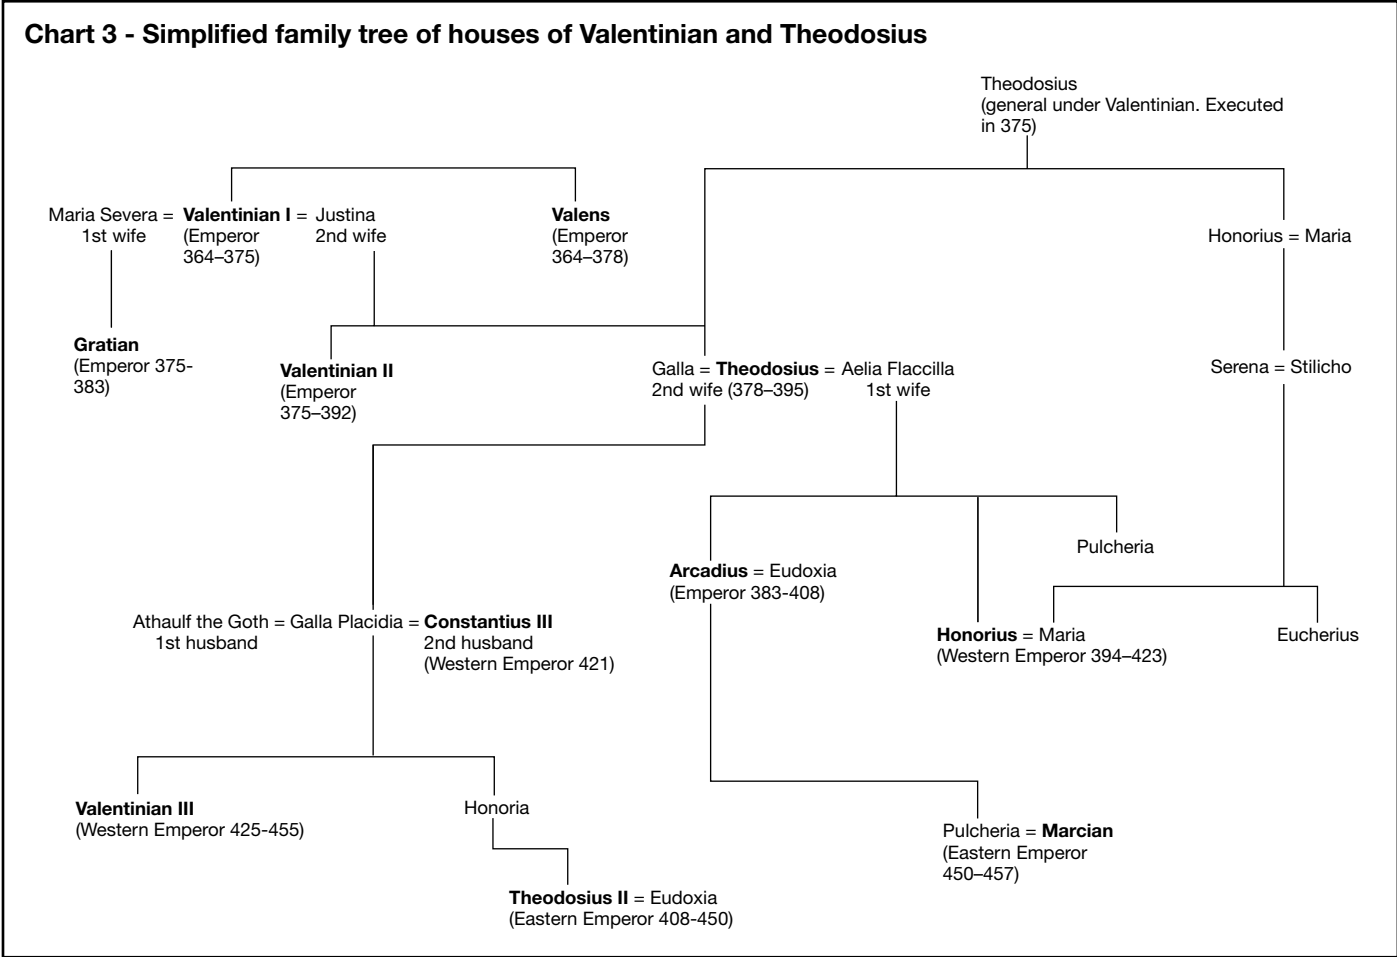 Chart 3 - Simplified family tree of houses of Valentinian and Theodosius
Theodosius
(general under Valentinian. Executed
in 375)
Maria Severa = Valentinian I = Justina
1st wife (Emperor 2nd wife
364–375)
Valens
(Emperor
364–378)
Honorius = Maria
Gratian
(Emperor 375-
383)
Valentinian II
(Emperor
375–392)
Galla = Theodosius = Aelia Flaccilla
2nd wife (378–395) 1st wife
Serena = Stilicho
Pulcheria
Arcadius = Eudoxia
(Emperor 383-408)
Athaulf the Goth = Galla Placidia = Constantius III
1st husband 2nd husband
(Western Emperor 421)
Honorius = Maria
(Western Emperor 394–423)
Eucherius
Valentinian III
(Western Emperor 425-455)
Honoria
Pulcheria = Marcian
(Eastern Emperor
450–457)
Theodosius II = Eudoxia
(Eastern Emperor 408-450)